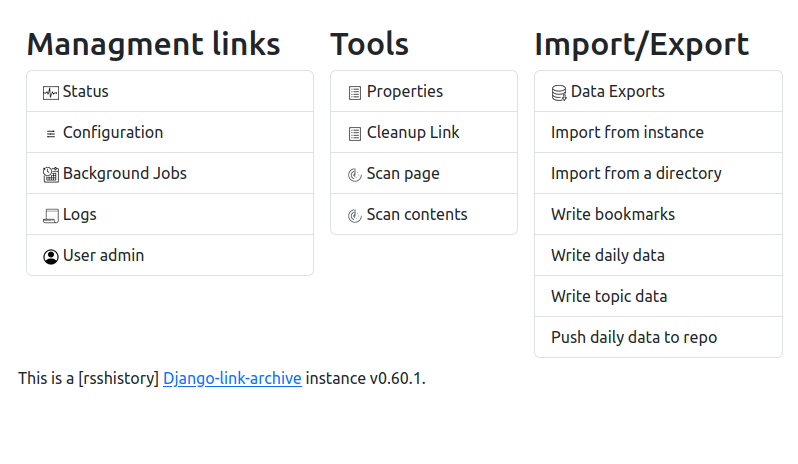 Managment links
Status
Configuration
Background Jobs
Logs
User admin
Tools
Properties
Cleanup Link
Scan page
Scan contents
Import/Export
Data Exports
Import from instance
Import from a directory
Write bookmarks
Write daily data
Write topic data
Push daily data to repo
This is a [rsshistory] Django-link-archive instance v0.60.1.